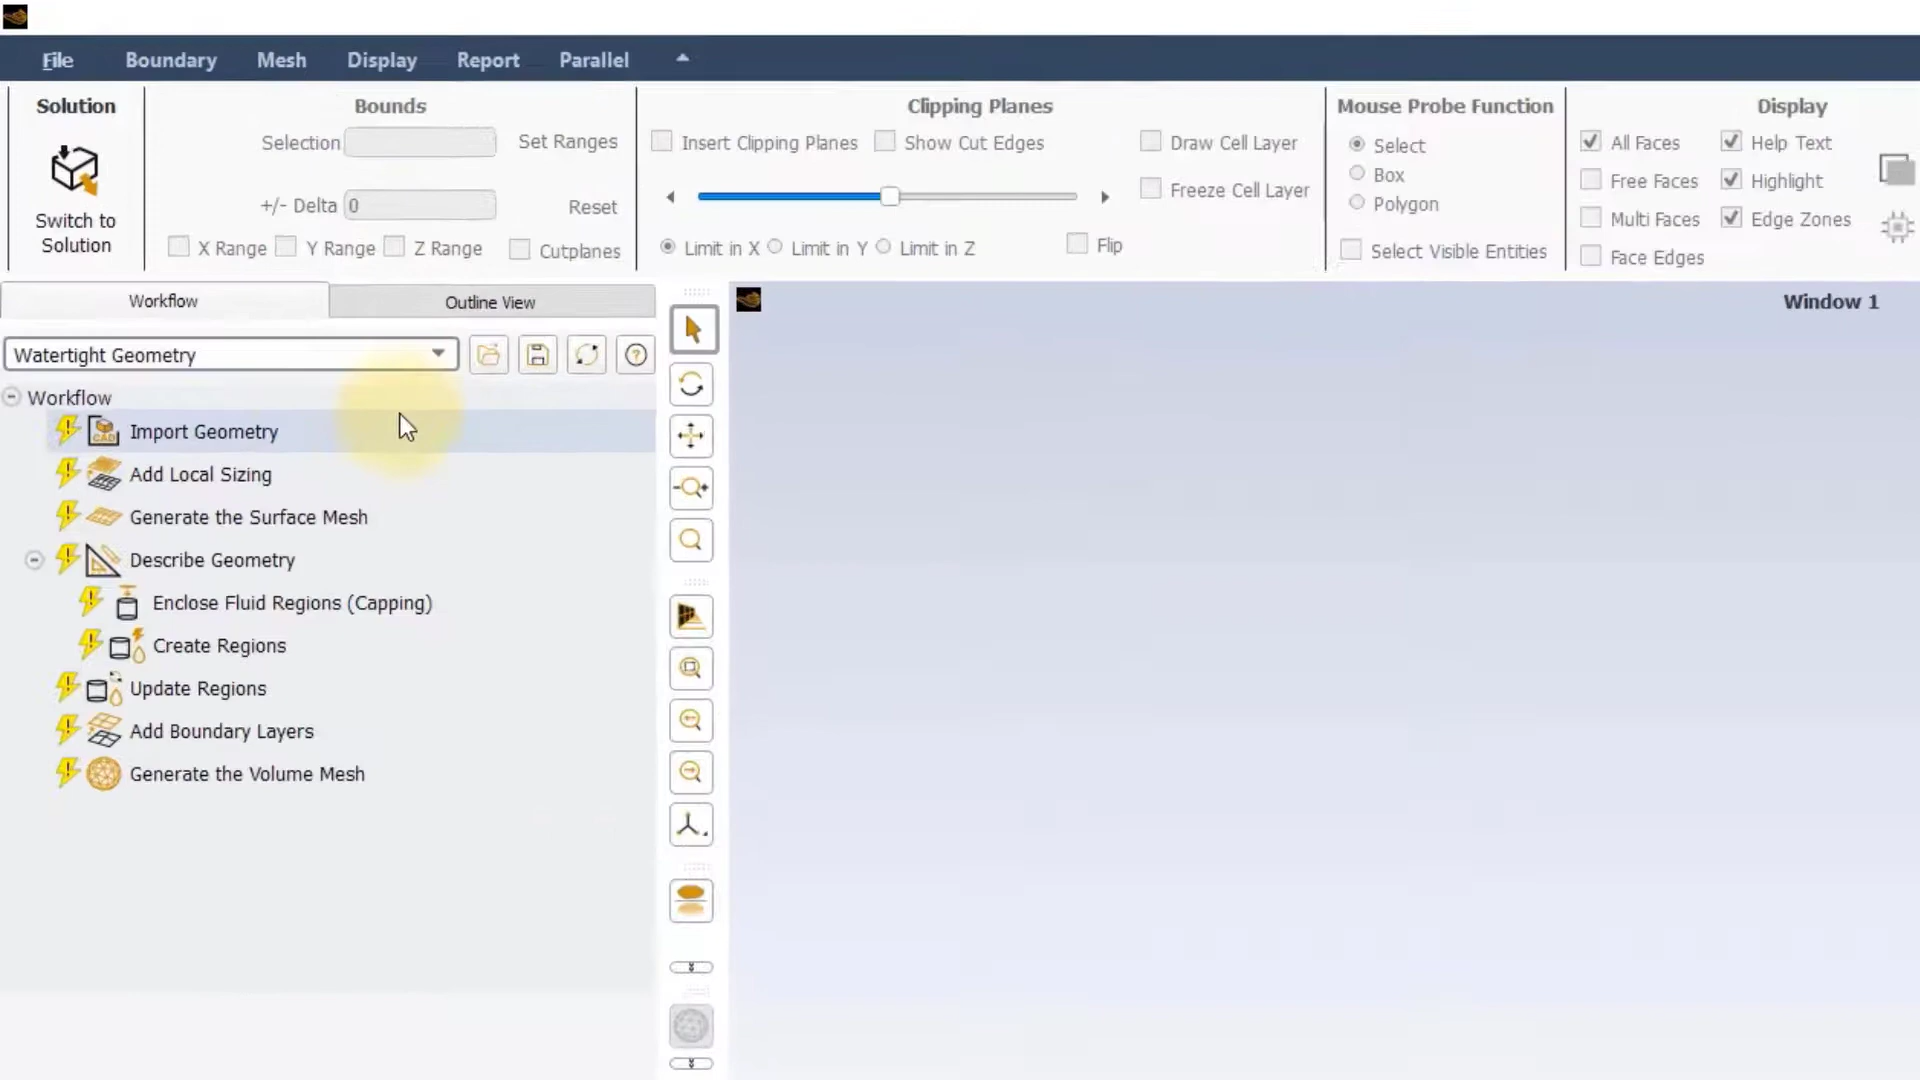 File Boundary Mesh Display Report Parallel
Solution Bounds Clipping Planes Mouse Probe Function Display
Selection Set Ranges Insert Clipping Planes Show Cut Edges Draw Cell Layer Select All Faces Help Text
Box Free Faces Highlight
+/- Delta 0 Reset Freeze Cell Layer Polygon Multi Faces Edge Zones
Switch to
Solution
X Range Y Range Z Range Cutplanes Limit in X Limit in Y Limit in Z Flip Select Visible Entities Face Edges
Workflow Outline View Window 1
Watertight Geometry
Workflow
CAD Import Geometry
Add Local Sizing
Generate the Surface Mesh
Describe Geometry
Enclose Fluid Regions (Capping)
Create Regions
Update Regions
Add Boundary Layers
Generate the Volume Mesh